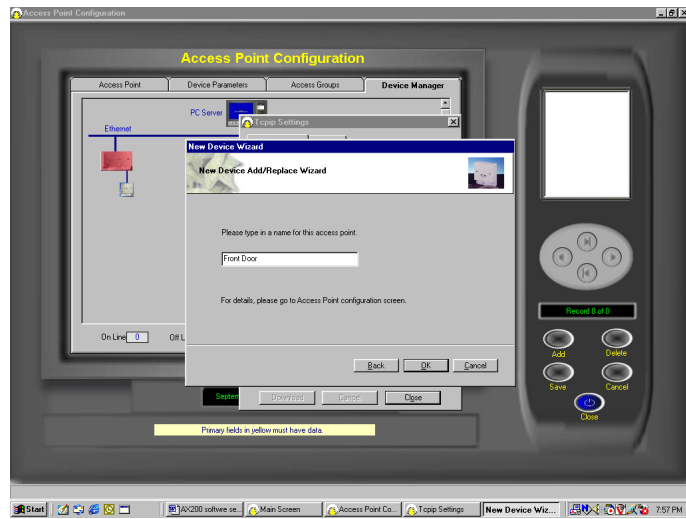 Access Point Configuration
Access Point Configuration
Access Point
Device Parameters
Access Groups
Device Manager
PC Server
Ethernet
Tcpip Settings
New Device Wizard
New Device Add/Replace Wizard
Please type in a name for this access point.
Front Door
For details, please go to Access Point configuration screen.
On Line 0
Off L
Back
OK
Cancel
Record 0 of 0
Add
Delete
Save
Cancel
Close
Septem
Download
Cancel
Close
Primary fields in yellow must have data.
Start
AX200 softwre se...
Main Screen
Access Point Co...
Tcpip Settings
New Device Wiz...
7:57 PM